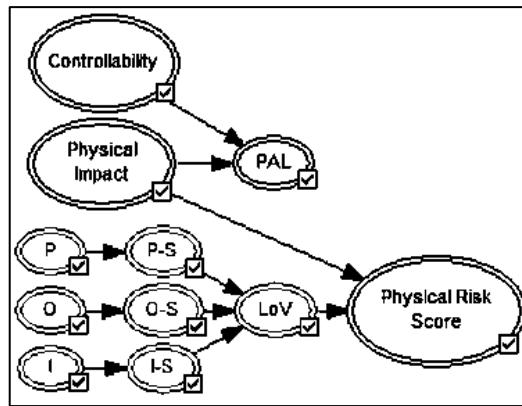 Controllability
Physical
Impact
PAL
P
P-S
O
O-S
LoV
Physical Risk
Score
I
I-S